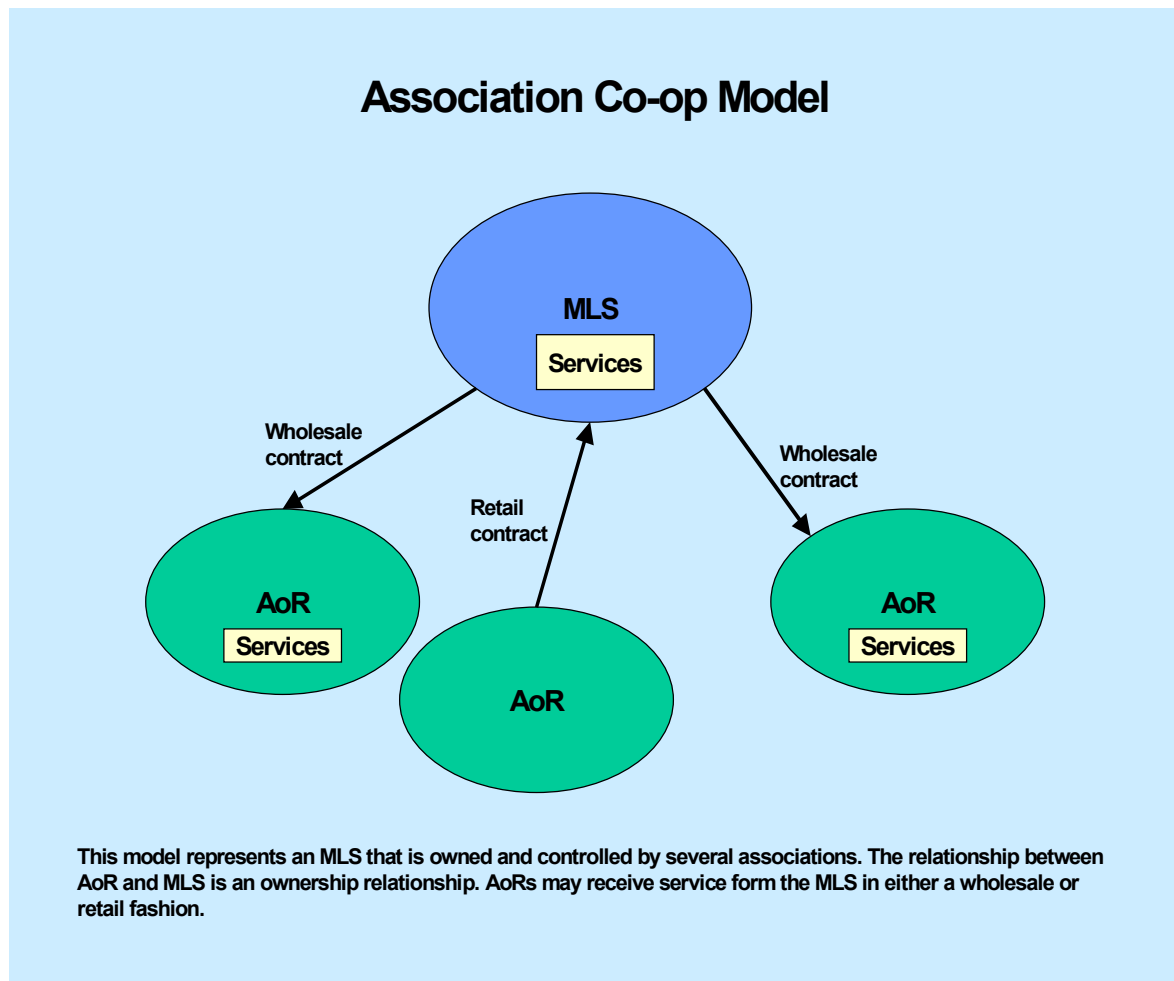 Association Co-op Model
MLS
Services
Wholesale
contract
Wholesale
contract
Retail
contract
AoR
Services
AoR
Services
AoR
This model represents an MLS that is owned and controlled by several associations. The relationship between
AoR and MLS is an ownership relationship. AoRs may receive service form the MLS in either a wholesale or
retail fashion.